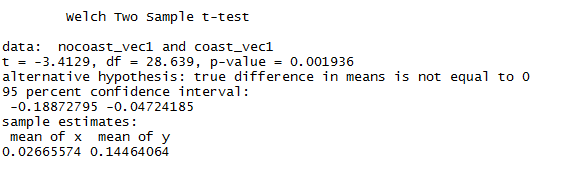 Welch Two Sample t-test
data:  nocoast_vec1 and coast_vec1
t = -3.4129, df = 28.639, p-value = 0.001936
alternative hypothesis: true difference in means is not equal to 0
95 percent confidence interval:
 -0.18872795 -0.04724185
sample estimates:
 mean of x  mean of y
0.02665574 0.14464064